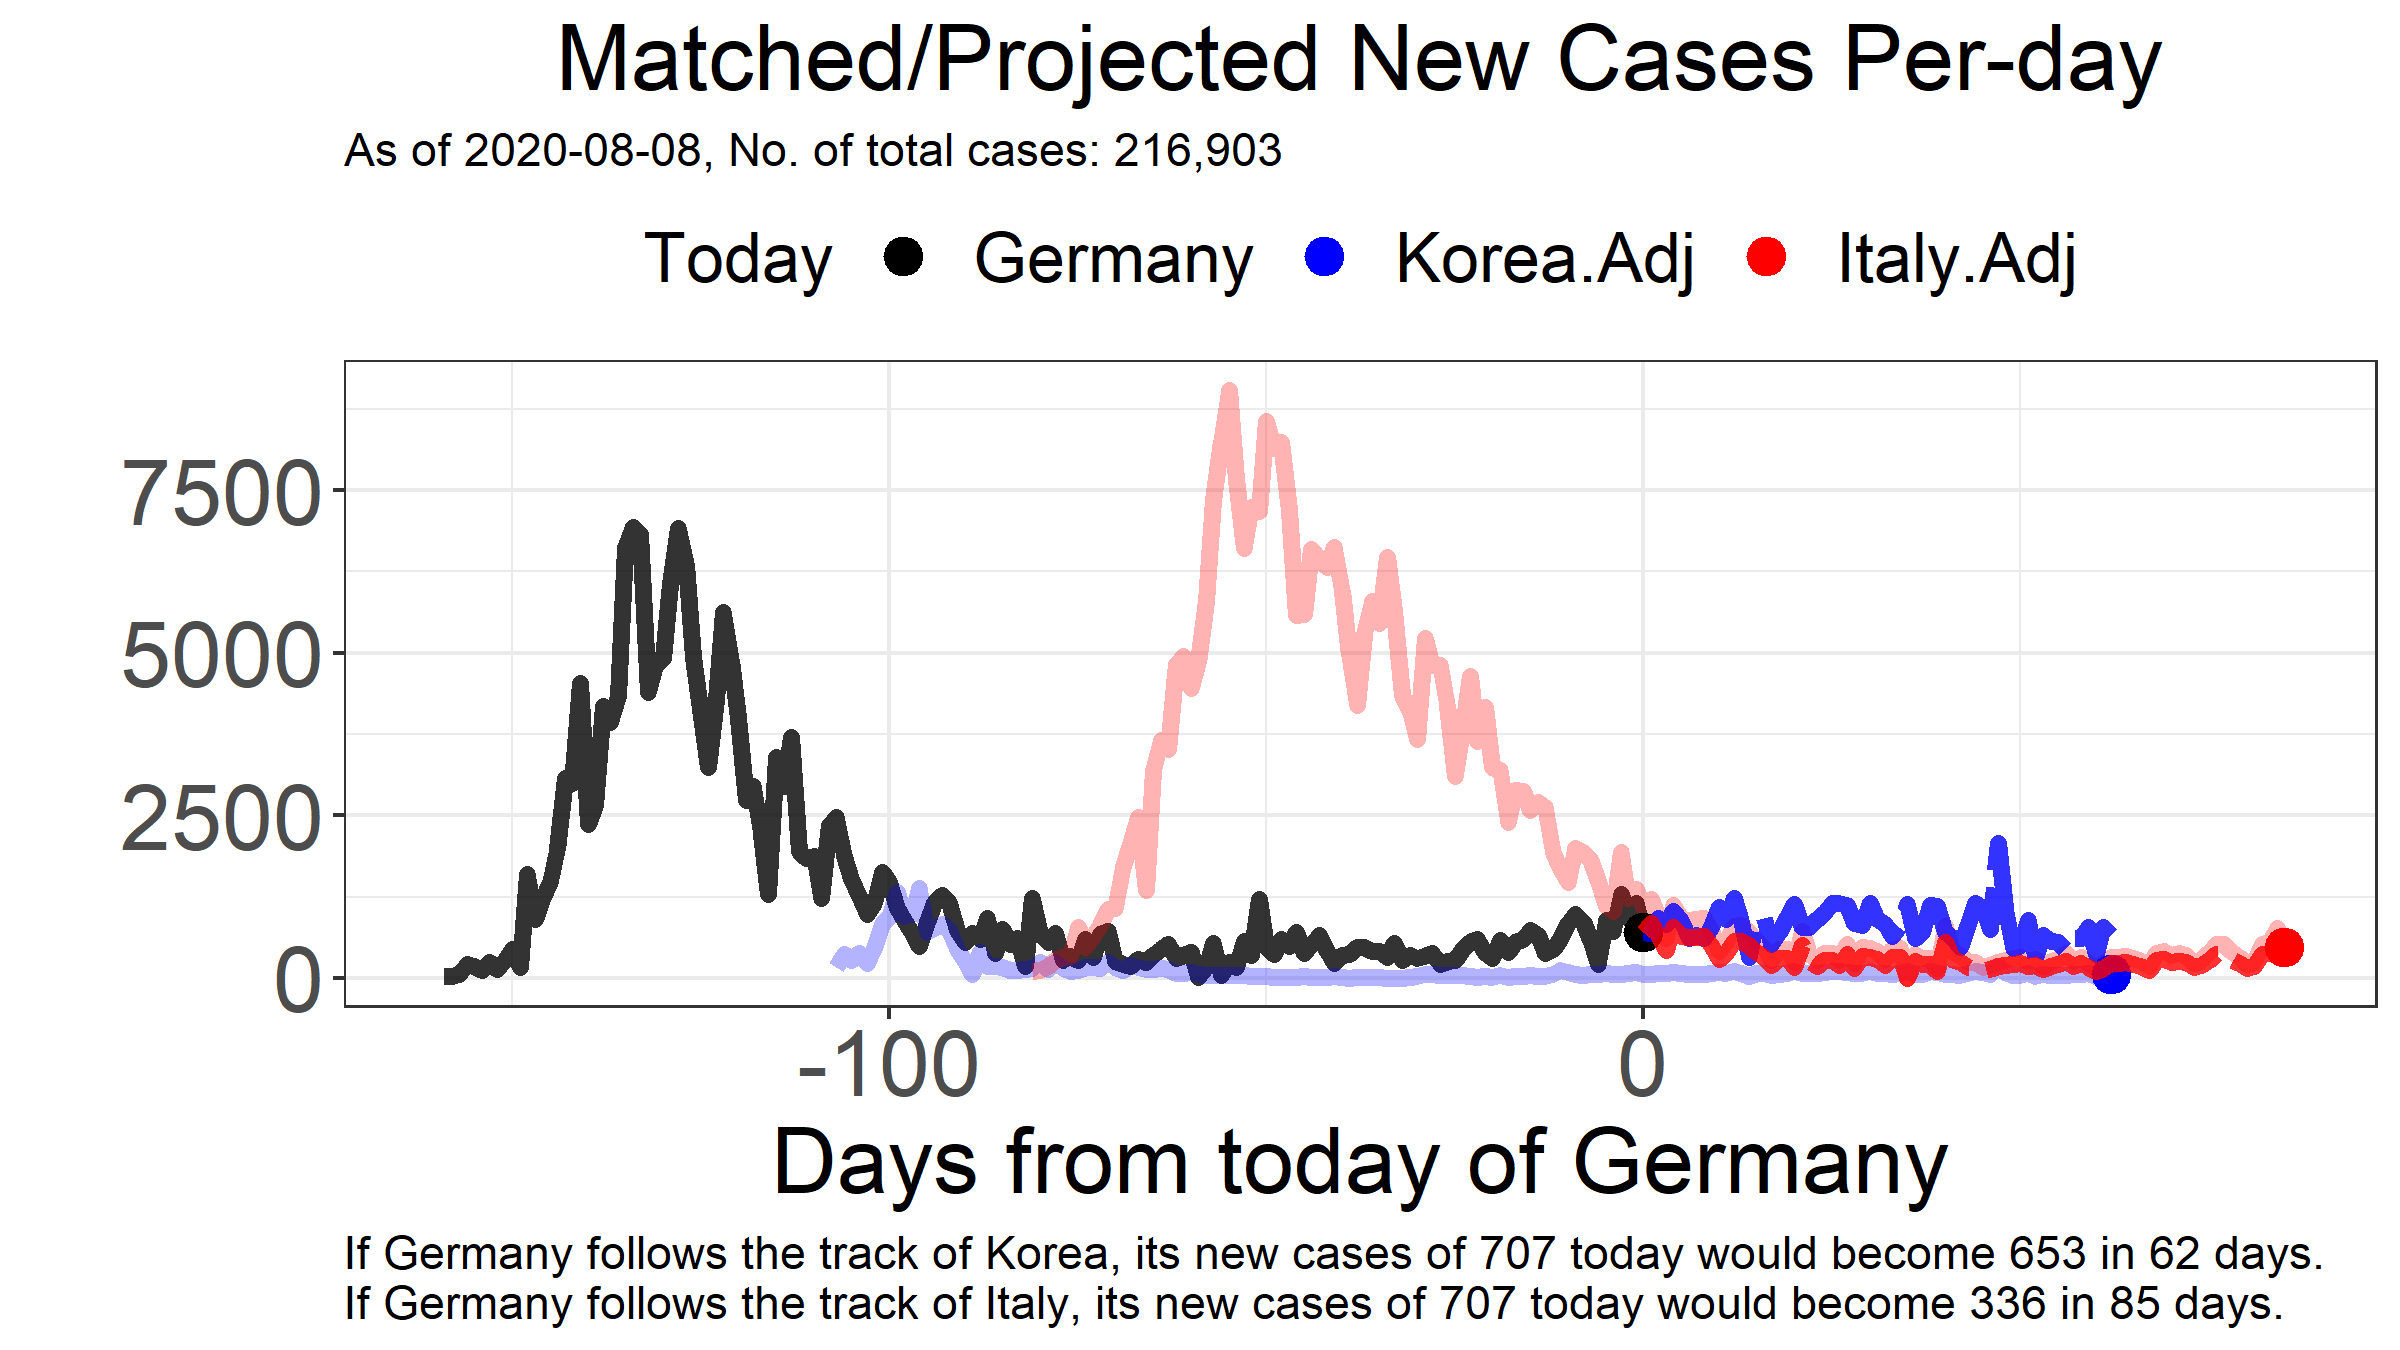 Matched/Projected New Cases Per-day
As of 2020-08-08, No. of total cases: 216,903
Today Germany Korea.Adj Italy.Adj
7500
5000
2500
0
-100 0
Days from today of Germany
If Germany follows the track of Korea, its new cases of 707 today would become 653 in 62 days.
If Germany follows the track of Italy, its new cases of 707 today would become 336 in 85 days.